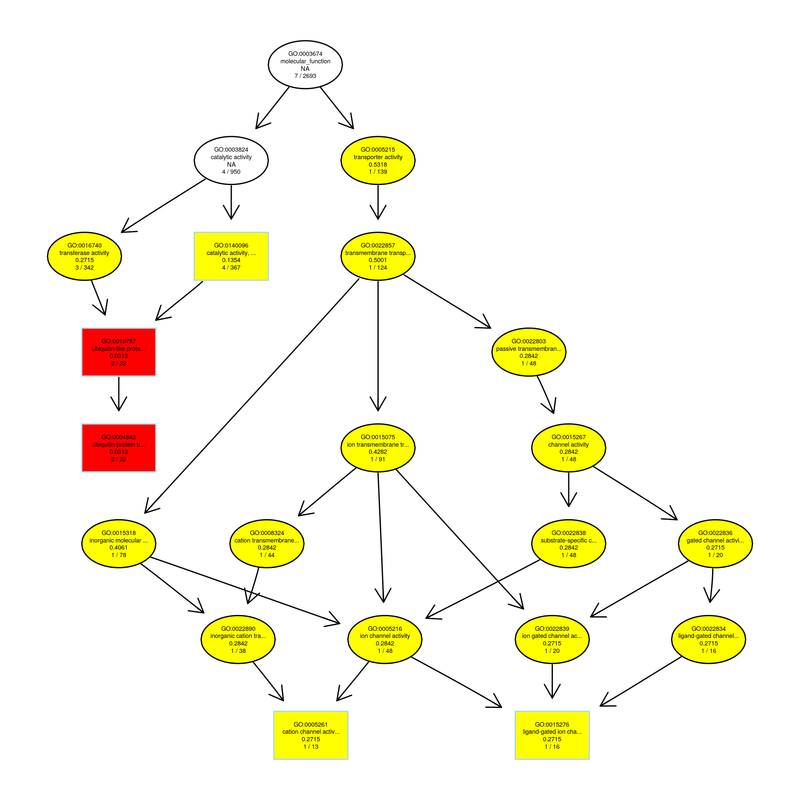 GO:0003674
molecular_function
NA
7 / 2693
GO:0003824
catalytic activity
NA
4 / 950
GO:0005215
transporter activity
0.5318
1 / 139
GO:0016740
transferase activity
0.2715
3 / 342
GO:0140096
catalytic activity, ...
0.1354
4 / 367
GO:0022857
transmembrane transp...
0.5001
1 / 124
GO:0019787
ubiquitin-like prote...
0.0313
2 / 22
GO:0022803
passive transmembran...
0.2842
1 / 48
GO:0004842
ubiquitin-protein tr...
0.0313
2 / 22
GO:0015075
ion transmembrane tr...
0.4282
1 / 91
GO:0015267
channel activity
0.2842
1 / 48
GO:0015318
inorganic molecular ...
0.4061
1 / 78
GO:0008324
cation transmembrane...
0.2842
1 / 44
GO:0022838
substrate-specific c...
0.2842
1 / 48
GO:0022836
gated channel activi...
0.2715
1 / 20
GO:0022890
inorganic cation tra...
0.2842
1 / 38
GO:0005216
ion channel activity
0.2842
1 / 48
GO:0022839
ion gated channel ac...
0.2715
1 / 20
GO:0022834
ligand-gated channel...
0.2715
1 / 16
GO:0005261
cation channel activ...
0.2715
1 / 13
GO:0015276
ligand-gated ion cha...
0.2715
1 / 16